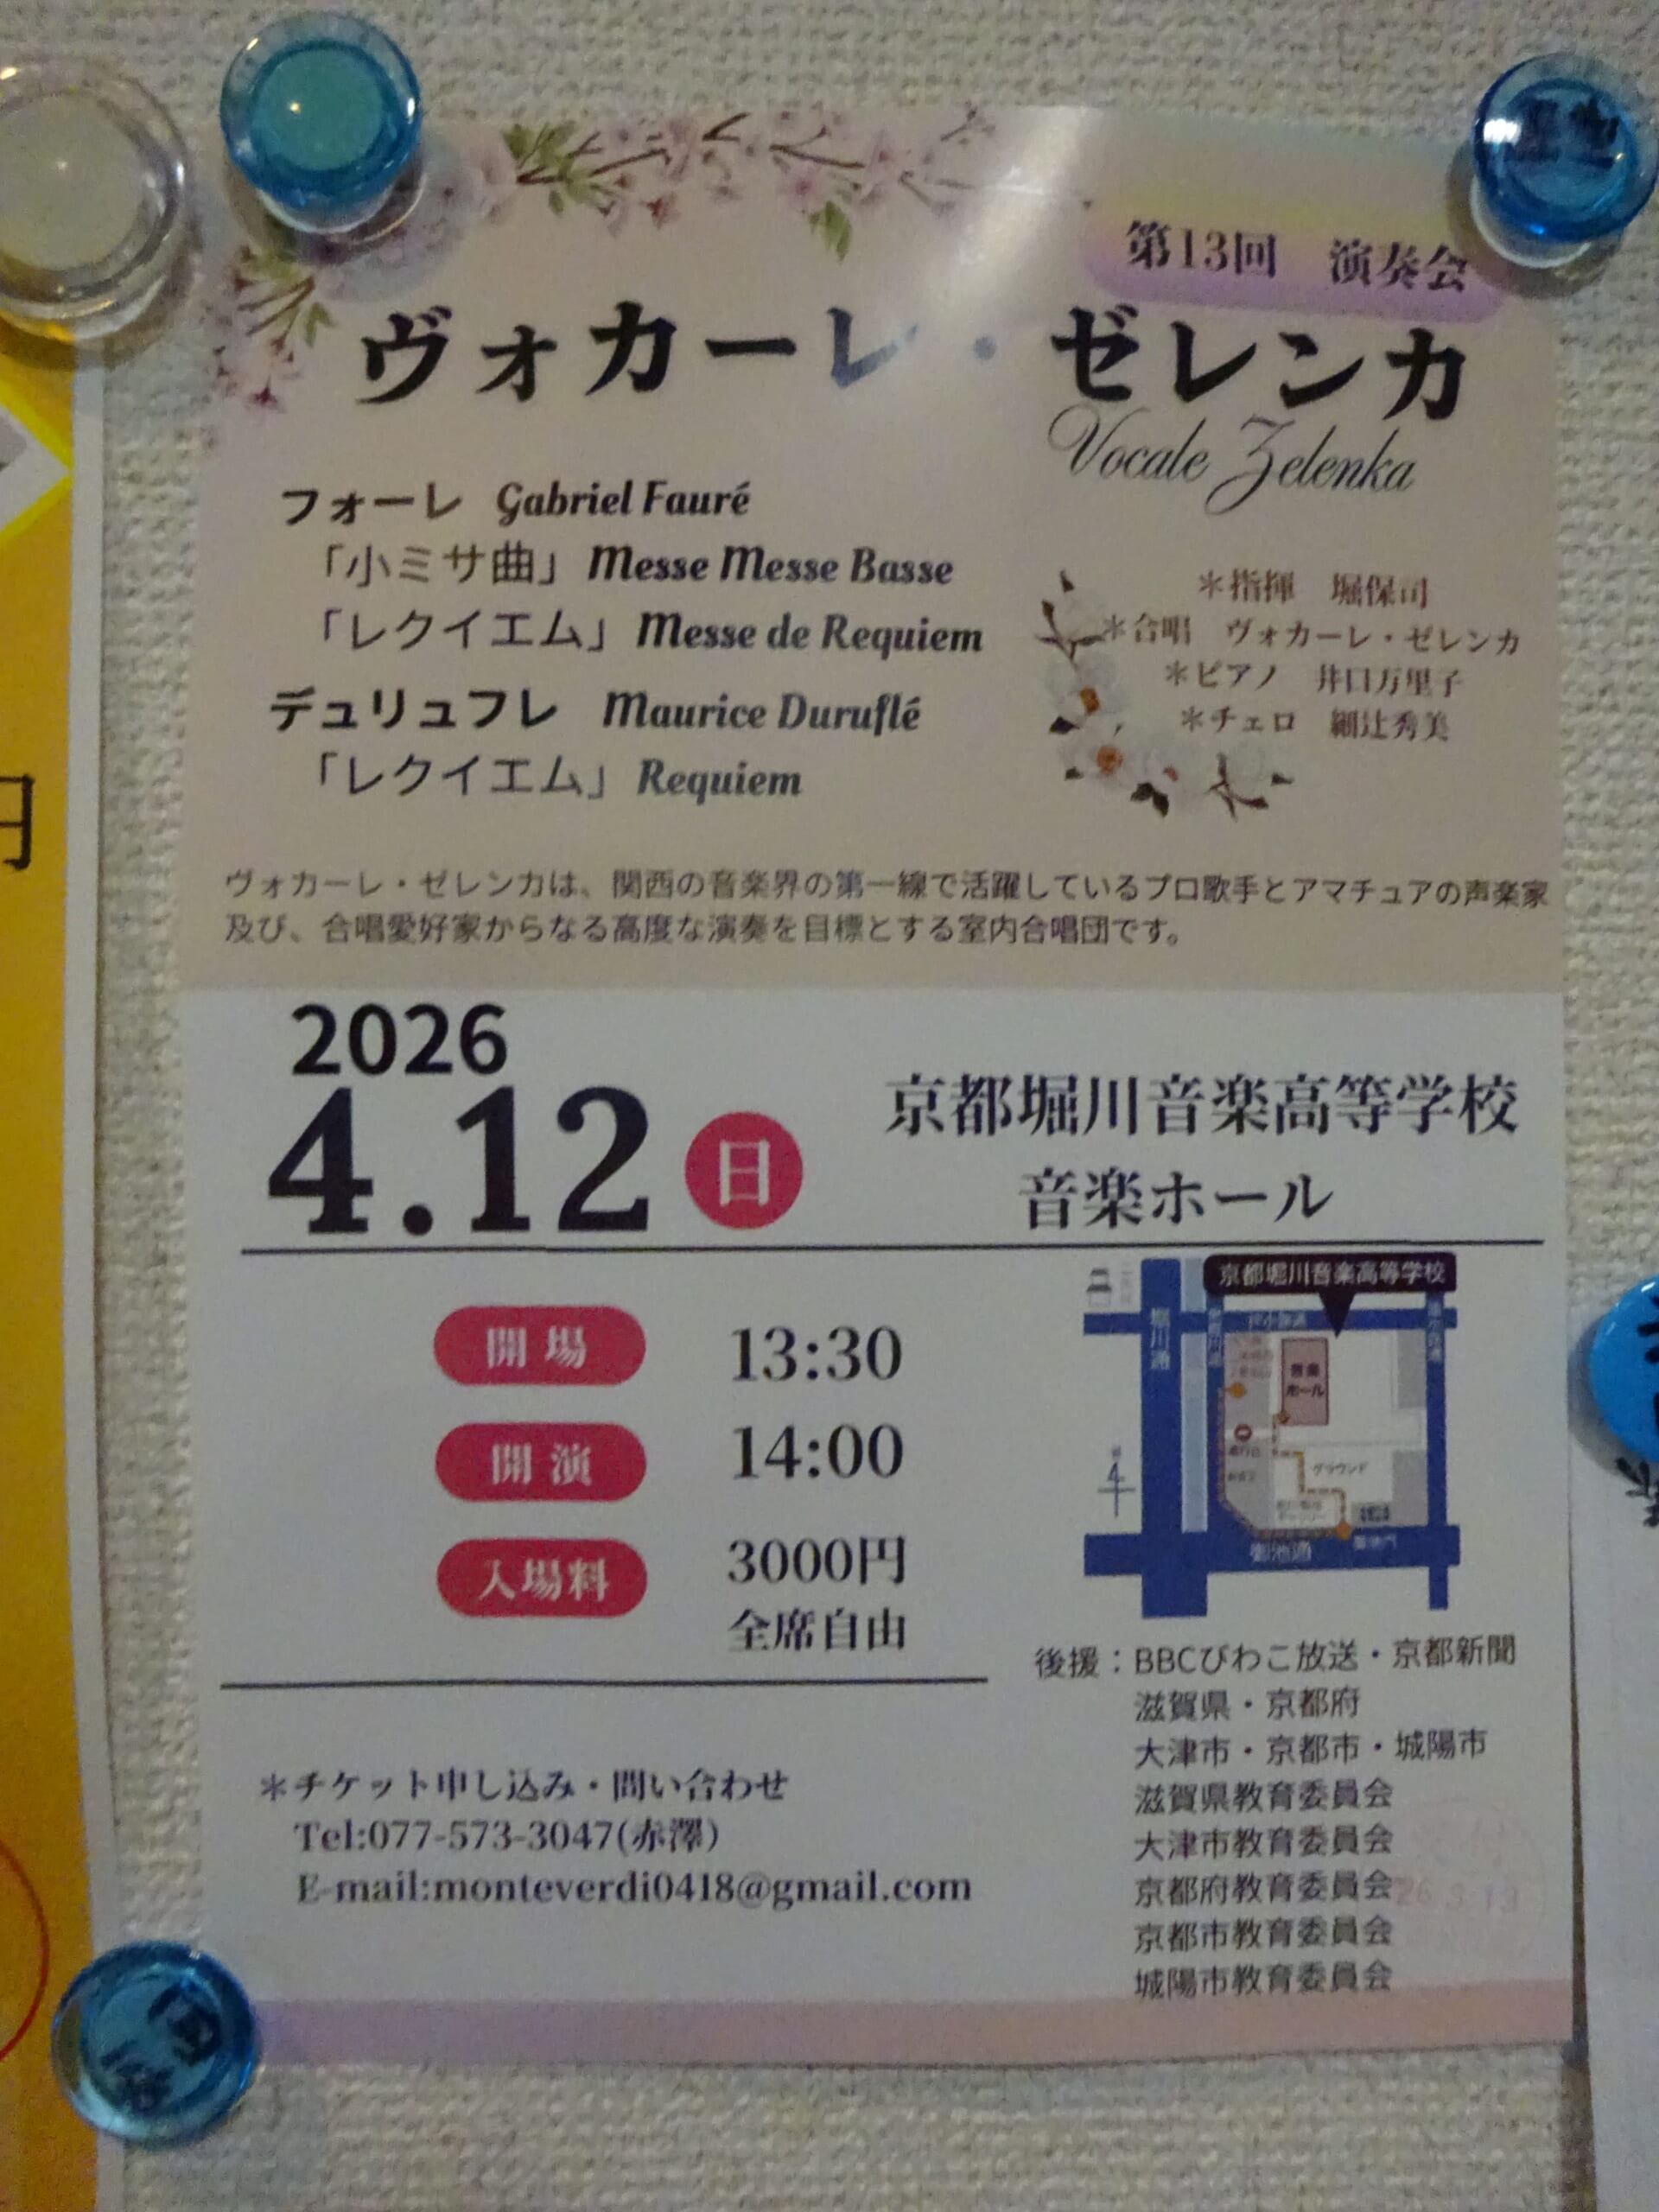 第13回 演奏会
ヴォカーレ・ゼレンカ
Vocale Zelenka
フォーレ Gabriel Fauré
「小ミサ曲」Messe Messe Basse
「レクイエム」Messe de Requiem
デュリュフレ Maurice Duruflé
「レクイエム」Requiem
＊指揮 堀保司
＊合唱 ヴォカーレ・ゼレンカ
＊ピアノ 井口万里子
＊チェロ 細辻秀美
ヴォカーレ・ゼレンカは、関西の音楽界の第一線で活躍しているプロ歌手とアマチュアの声楽家
及び、合唱愛好家からなる高度な演奏を目標とする室内合唱団です。
2026
4.12 日
京都堀川音楽高等学校
音楽ホール
開場 13:30
開演 14:00
入場料 3000円
全席自由
京都堀川音楽高等学校
堀川通
音楽
ホール
グラウンド
御池通
＊チケット申し込み・問い合わせ
Tel:077-573-3047(赤澤)
E-mail:monteverdi0418@gmail.com
後援：BBCびわこ放送・京都新聞
滋賀県・京都府
大津市・京都市・城陽市
滋賀県教育委員会
大津市教育委員会
京都府教育委員会
京都市教育委員会
城陽市教育委員会
26.3.13
円